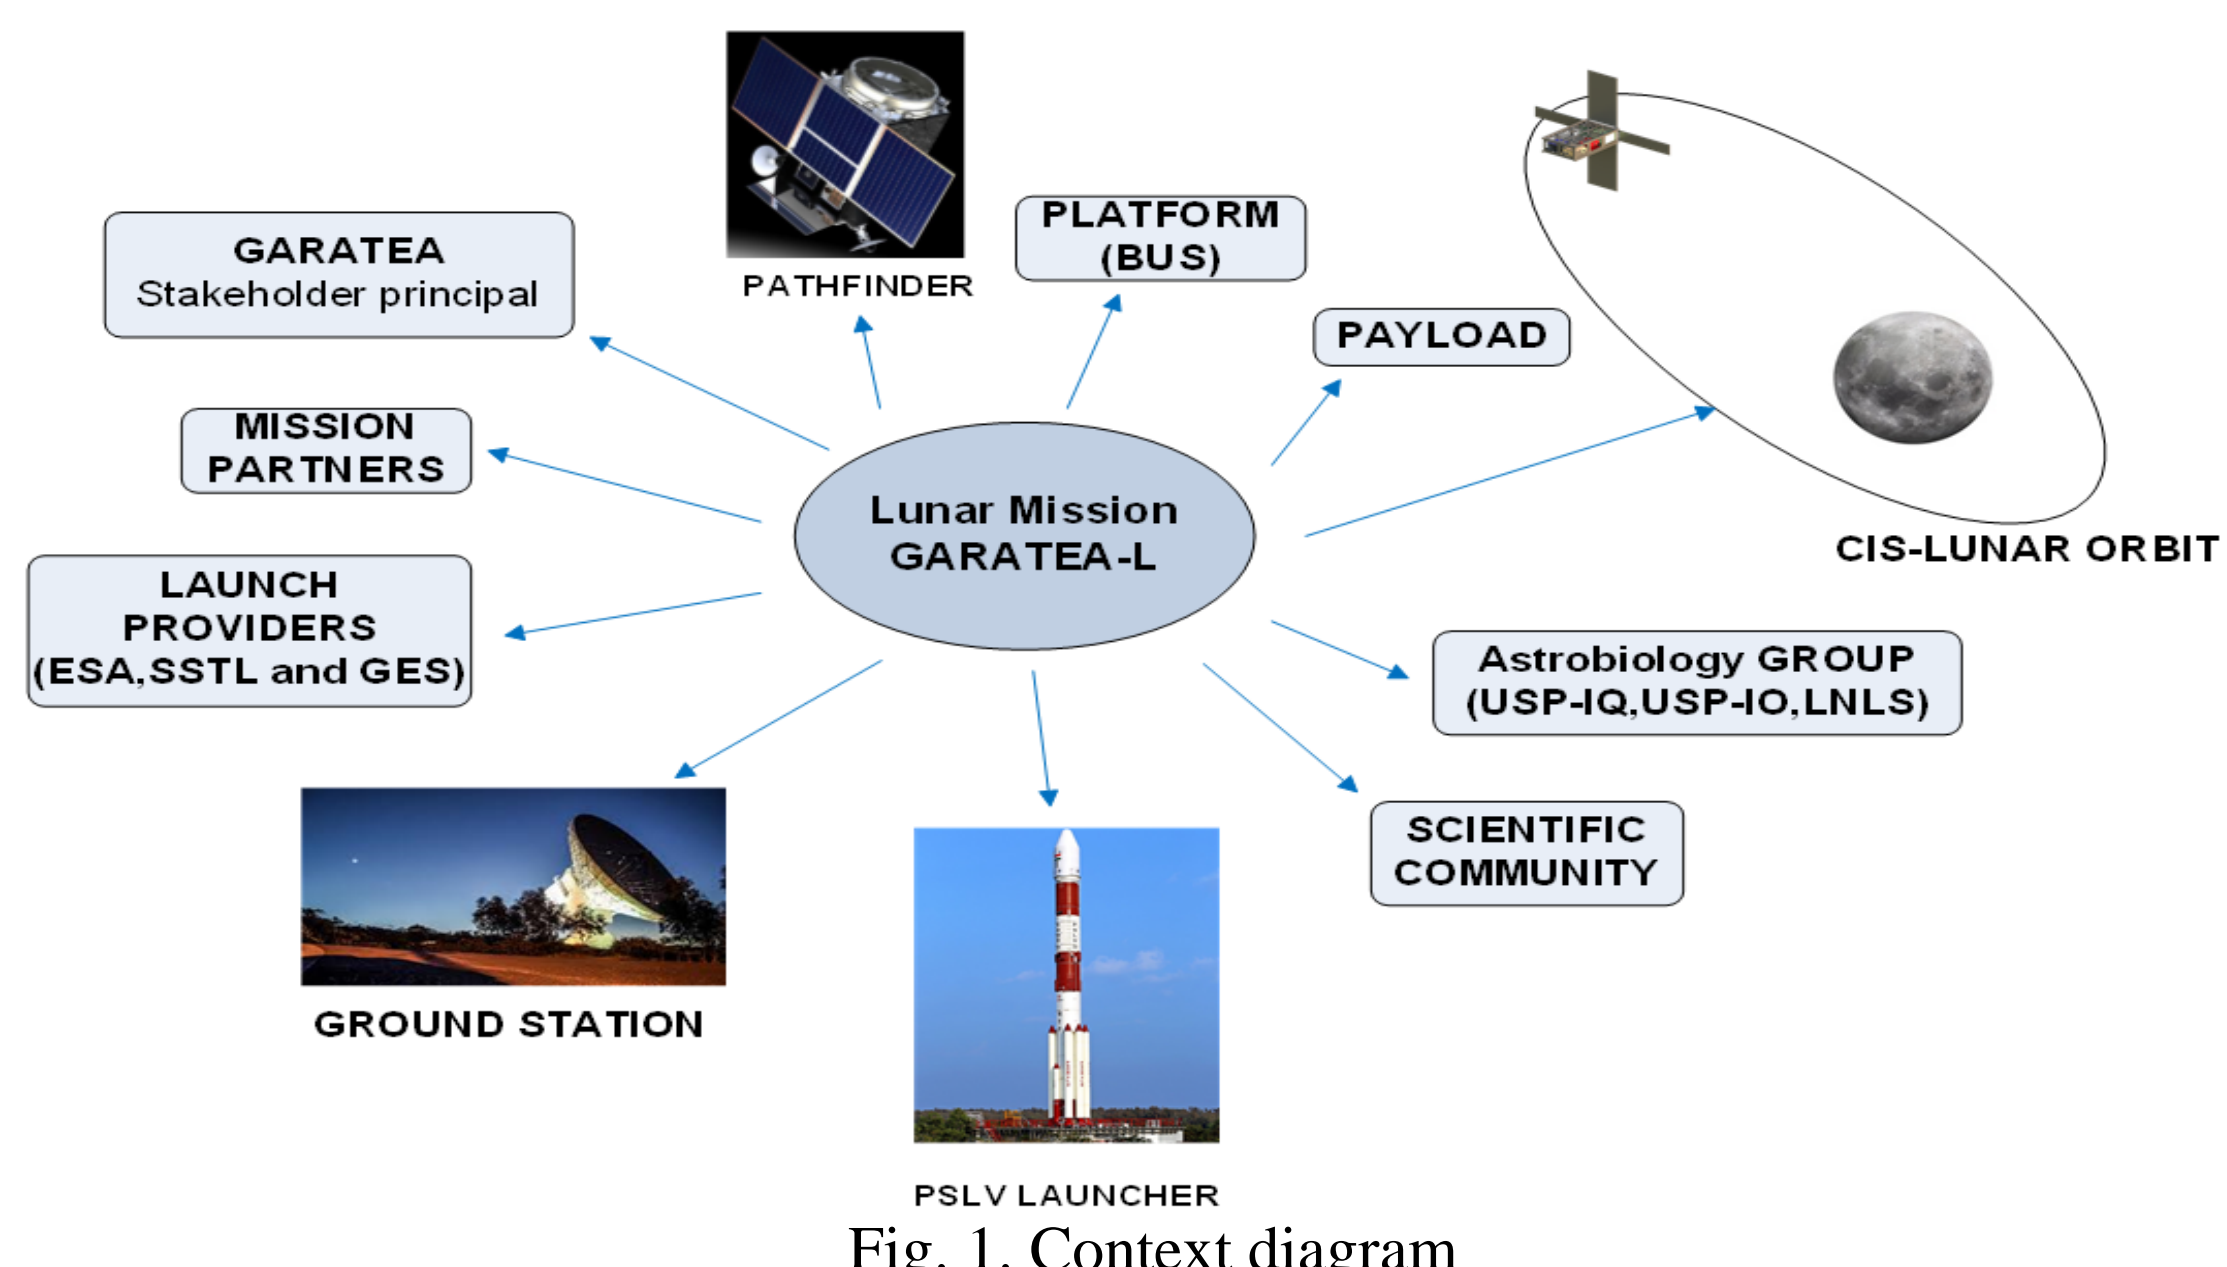 PLATFORM
(BUS)
GARATEA
Stakeholder principal
PATHFINDER
PAYLOAD
MISSION
PARTNERS
Lunar Mission
GARATEA-L
CIS-LUNAR ORBIT
LAUNCH
PROVIDERS
(ESA,SSTL and GES)
Astrobiology GROUP
(USP-IQ,USP-IO,LNLS)
SCIENTIFIC
COMMUNITY
GROUND STATION
PSLV LAUNCHER
Fig. 1. Context diagram